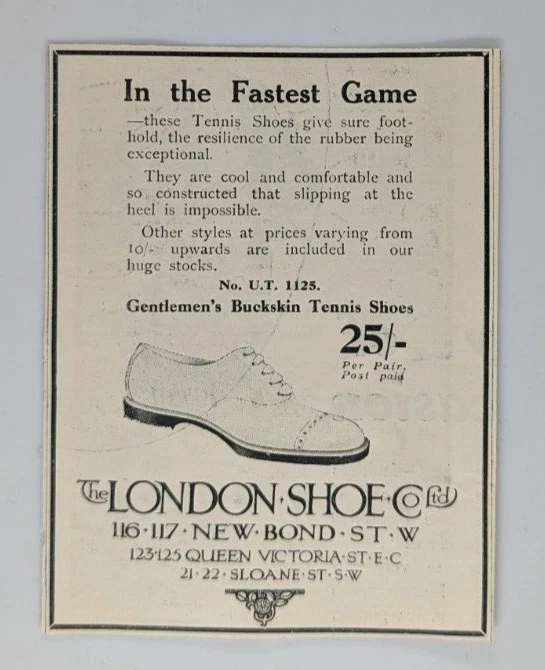 In the Fastest Game
—these Tennis Shoes give sure foot-
hold, the resilience of the rubber being
exceptional.
They are cool and comfortable and
so constructed that slipping at the
heel is impossible.
Other styles at prices varying from
10/- upwards are included in our
huge stocks.
No. U.T. 1125.
Gentlemen's Buckskin Tennis Shoes
25/-
Per Pair,
Post paid
The LONDON·SHOE·Co Ltd
116·117·NEW·BOND·ST·W
123·125 QUEEN VICTORIA·ST·E·C
21·22·SLOANE·ST·S·W